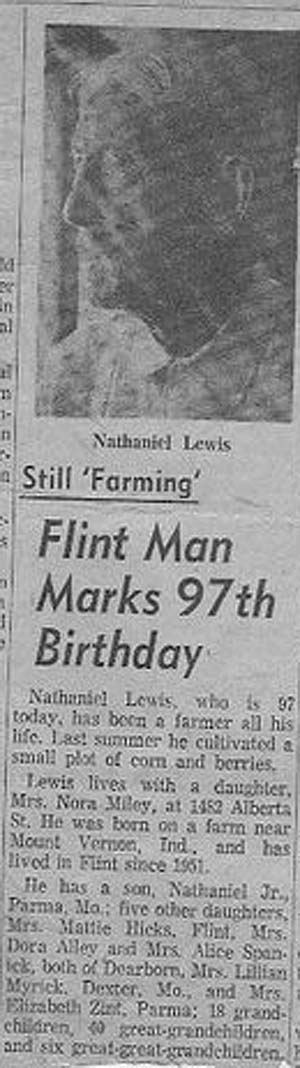 Nathaniel Lewis
Still 'Farming'
Flint Man
Marks 97th
Birthday
Nathaniel Lewis, who is 97
today, has been a farmer all his
life. Last summer he cultivated a
small plot of corn and berries.
Lewis lives with a daughter,
Mrs. Nora Miley, at 1482 Alberta
St. He was born on a farm near
Mount Vernon, Ind., and has
lived in Flint since 1951.
He has a son, Nathaniel Jr.,
Parma, Mo.; five other daughters,
Mrs. Mattie Hicks, Flint, Mrs.
Dora Alley and Mrs. Alice Span-
ick, both of Dearborn, Mrs. Lillian
Myrick, Dexter, Mo., and Mrs.
Elizabeth Zint, Parma; 18 grand-
children, 40 great-grandchildren,
and six great-great-grandchildren.